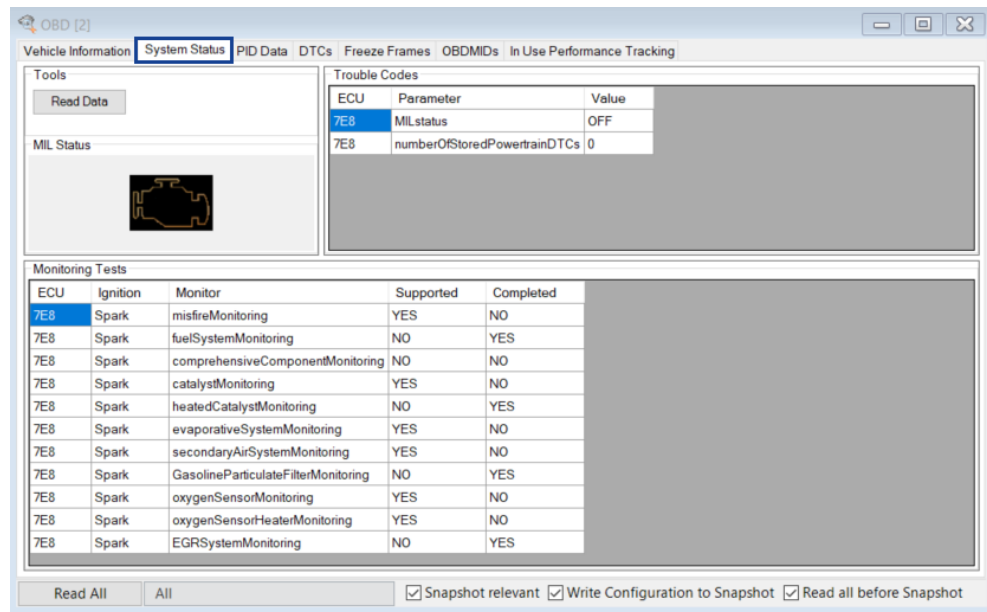 OBD [2]
Vehicle Information System Status PID Data DTCs Freeze Frames OBDMIDs In Use Performance Tracking
Tools
Read Data
MIL Status
Trouble Codes
ECU Parameter Value
7E8 MILstatus OFF
7E8 numberOfStoredPowertrainDTCs 0
Monitoring Tests
ECU Ignition Monitor Supported Completed
7E8 Spark misfireMonitoring YES NO
7E8 Spark fuelSystemMonitoring NO YES
7E8 Spark comprehensiveComponentMonitoring NO NO
7E8 Spark catalystMonitoring YES NO
7E8 Spark heatedCatalystMonitoring NO YES
7E8 Spark evaporativeSystemMonitoring YES NO
7E8 Spark secondaryAirSystemMonitoring YES NO
7E8 Spark GasolineParticulateFilterMonitoring NO YES
7E8 Spark oxygenSensorMonitoring YES NO
7E8 Spark oxygenSensorHeaterMonitoring YES NO
7E8 Spark EGRSystemMonitoring NO YES
Read All All Snapshot relevant Write Configuration to Snapshot Read all before Snapshot